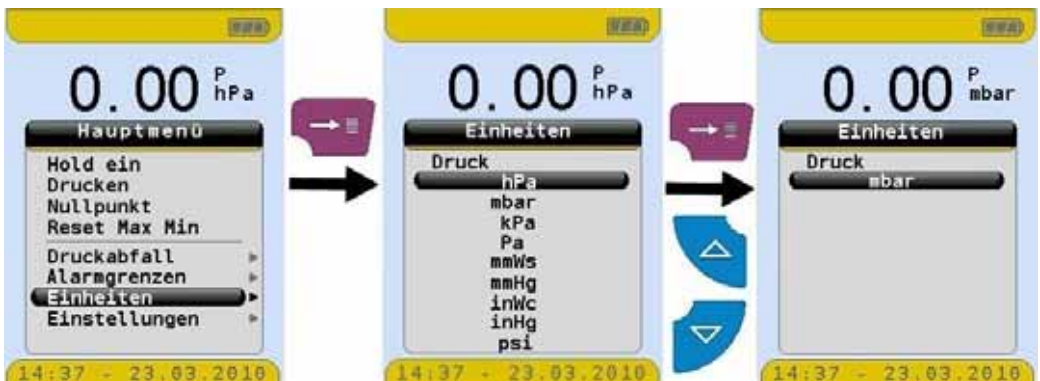 0.00 P hPa
Hauptmenü
Hold ein
Drucken
Nullpunkt
Reset Max Min
Druckabfall
Alarmgrenzen
Einheiten
Einstellungen
14:37 - 23.03.2010
0.00 P hPa
Einheiten
Druck
hPa
mbar
kPa
Pa
mmWs
mmHg
inWc
inHg
psi
14:37 - 23.03.2010
0.00 P mbar
Einheiten
Druck
mbar
14:37 - 23.03.2010